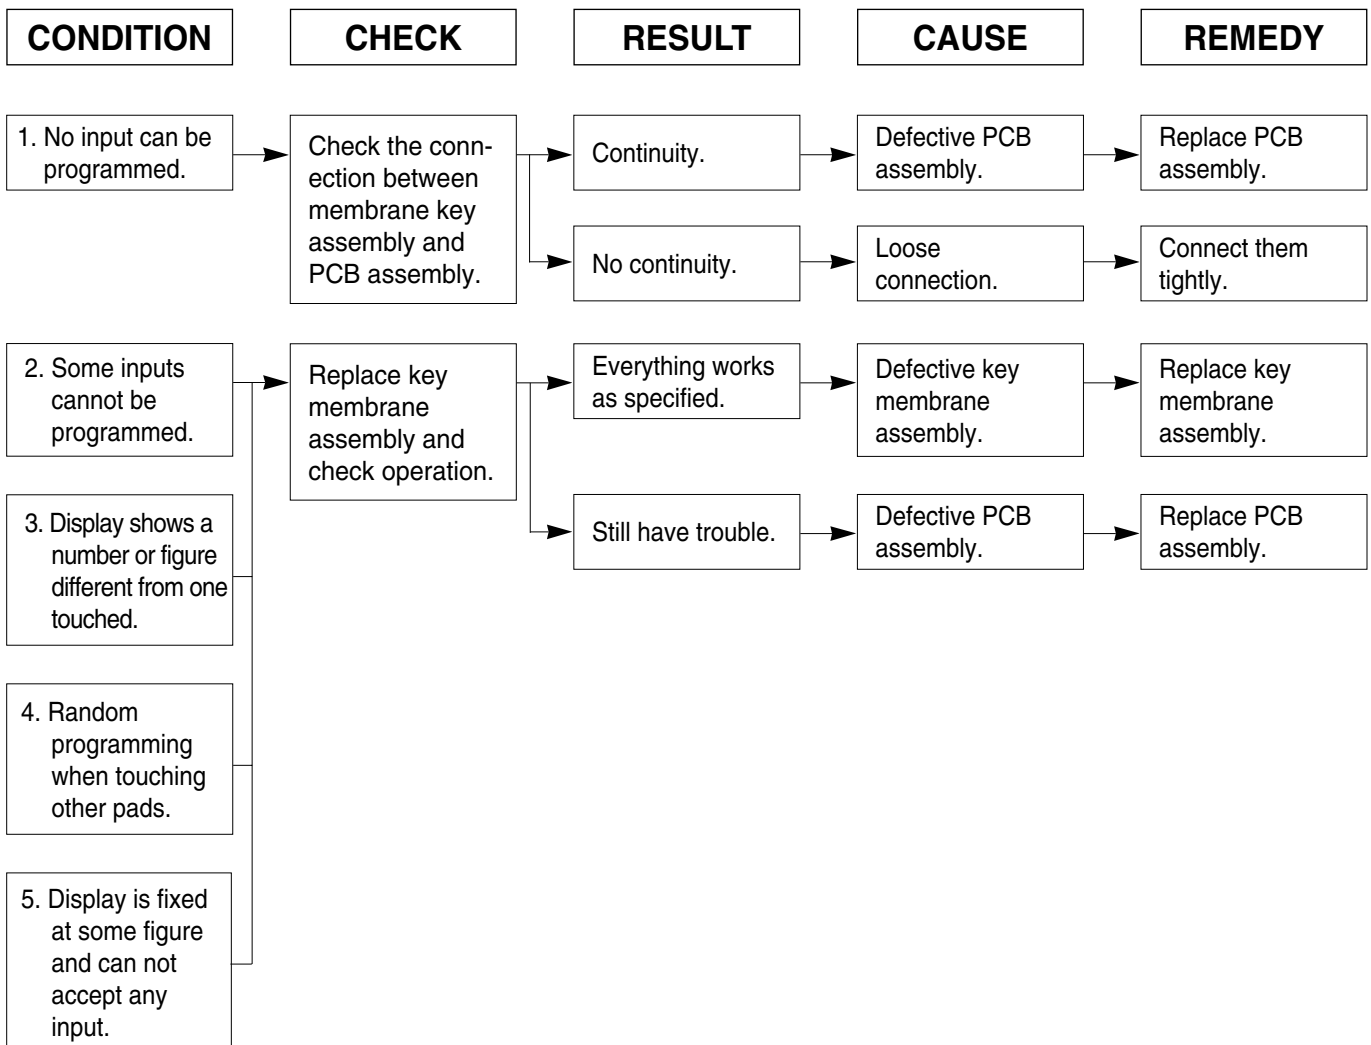 CONDITION
CHECK
RESULT
CAUSE
REMEDY
1. No input can be
programmed.
Check the conn-
ection between
membrane key
assembly and
PCB assembly.
Continuity.
Defective PCB
assembly.
Replace PCB
assembly.
No continuity.
Loose
connection.
Connect them
tightly.
2. Some inputs
cannot be
programmed.
Replace key
membrane
assembly and
check operation.
Everything works
as specified.
Defective key
membrane
assembly.
Replace key
membrane
assembly.
Still have trouble.
Defective PCB
assembly.
Replace PCB
assembly.
3. Display shows a
number or figure
different from one
touched.
4. Random
programming
when touching
other pads.
5. Display is fixed
at some figure
and can not
accept any
input.